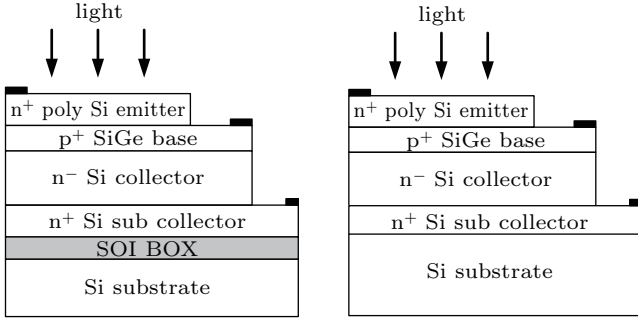 light
n⁺ poly Si emitter
p⁺ SiGe base
n⁻ Si collector
n⁺ Si sub collector
SOI BOX
Si substrate
light
n⁺ poly Si emitter
p⁺ SiGe base
n⁻ Si collector
n⁺ Si sub collector
Si substrate